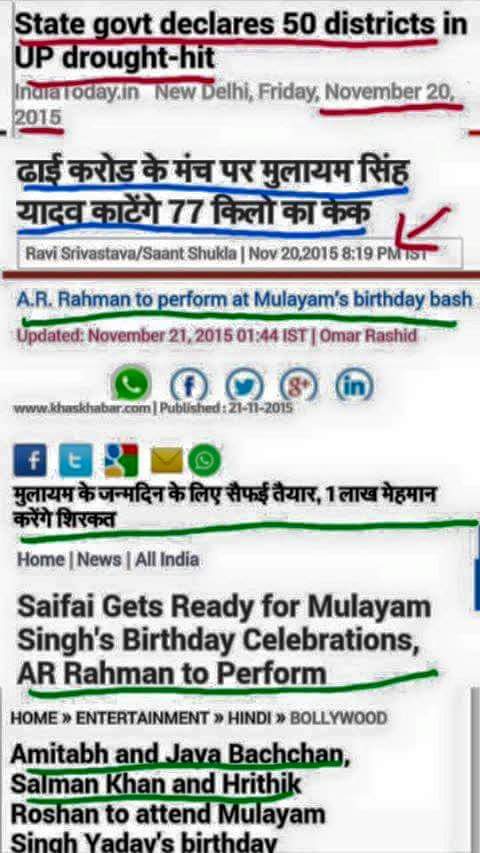 State govt declares 50 districts in
UP drought-hit
IndiaToday.in New Delhi, Friday, November 20,
2015
ढाई करोड के मंच पर मुलायम सिंह
यादव काटेंगे 77 किलो का केक
Ravi Srivastava/Saant Shukla | Nov 20,2015 8:19 PM IST
A.R. Rahman to perform at Mulayam's birthday bash
Updated: November 21, 2015 01:44 IST | Omar Rashid
www.khaskhabar.com | Published : 21-11-2015
मुलायम के जन्मदिन के लिए सैफई तैयार, 1 लाख मेहमान
करेंगे शिरकत
Home | News | All India
Saifai Gets Ready for Mulayam
Singh's Birthday Celebrations,
AR Rahman to Perform
HOME » ENTERTAINMENT » HINDI » BOLLYWOOD
Amitabh and Jaya Bachchan,
Salman Khan and Hrithik
Roshan to attend Mulayam
Singh Yadav's birthday